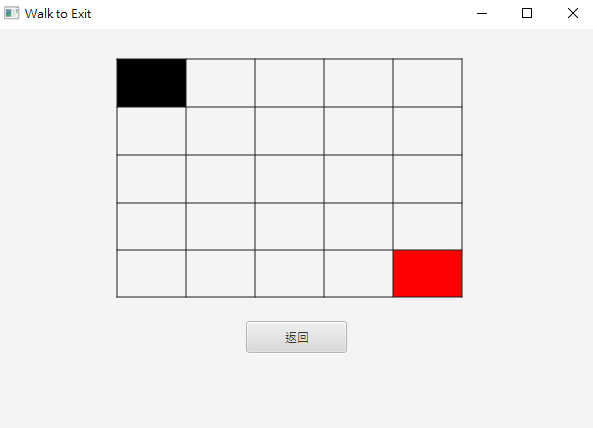 Walk to Exit
返回